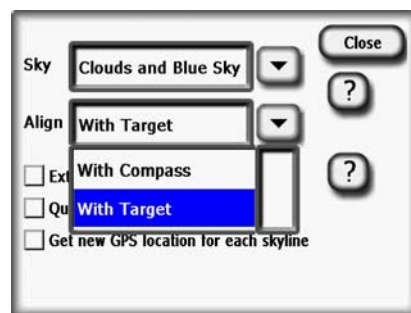 Close
Sky Clouds and Blue Sky
?
Align With Target
With Compass
?
With Target
Get new GPS location for each skyline